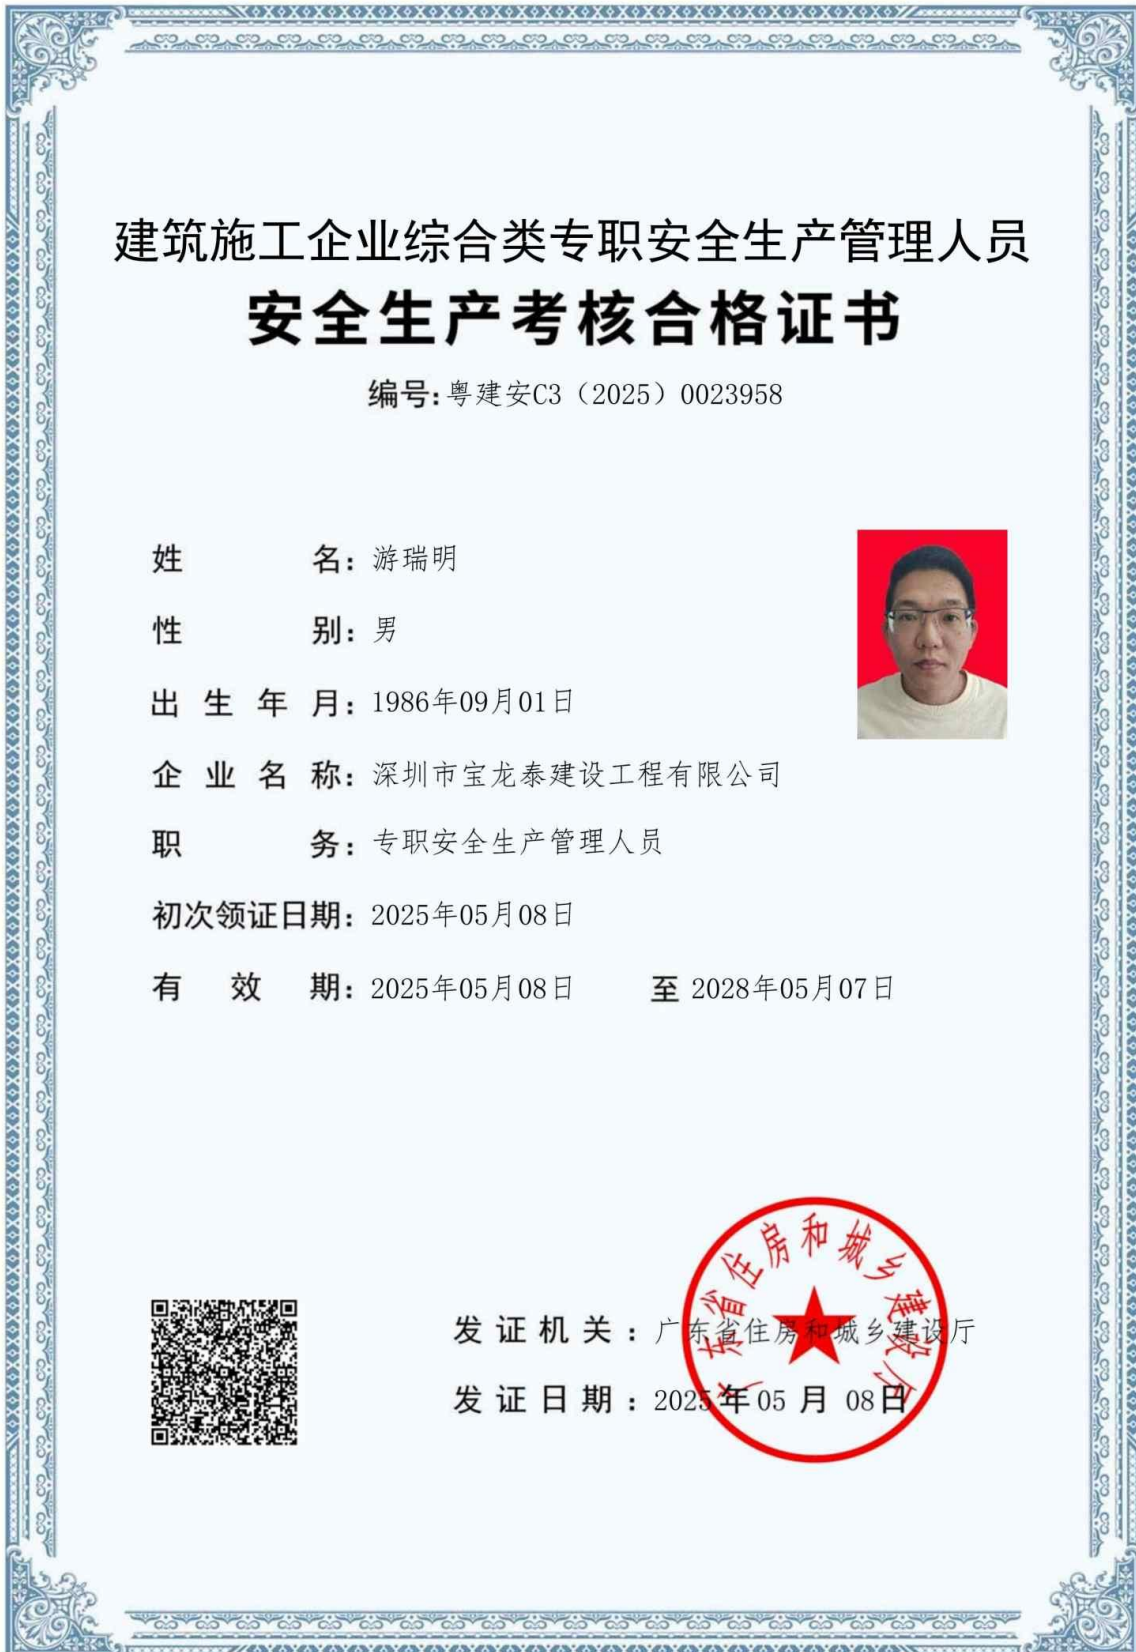 建筑施工企业综合类专职安全生产管理人员
安全生产考核合格证书
编号:粤建安C3（2025）0023958
姓名：游瑞明
性别：男
出生年月：1986年09月01日
企业名称：深圳市宝龙泰建设工程有限公司
职务：专职安全生产管理人员
初次领证日期：2025年05月08日
有效期：2025年05月08日 至 2028年05月07日
发证机关：广东省住房和城乡建设厅
发证日期：2025年05月08日
广东省住房和城乡建设厅